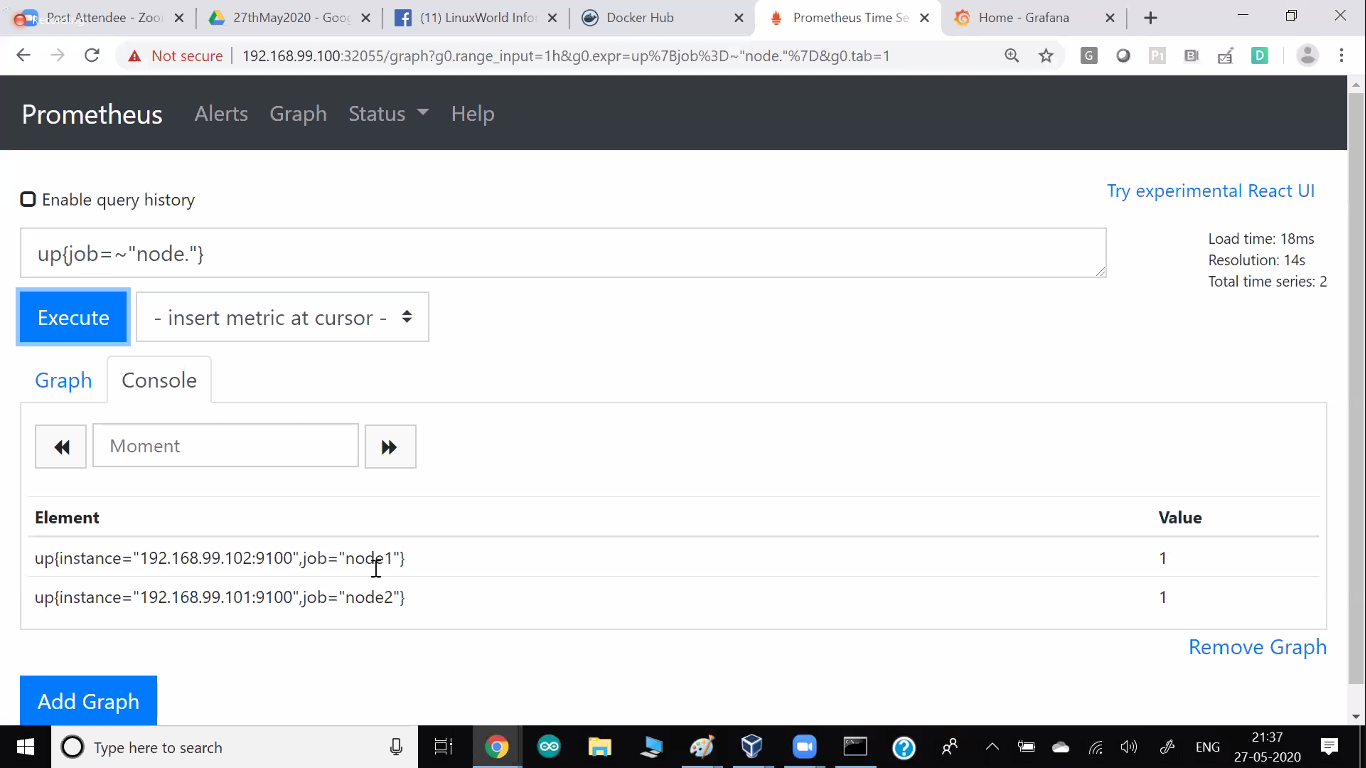 Post Attendee - Zoo
27thMay2020 - Goog
(11) LinuxWorld Info
Docker Hub
Prometheus Time Se
Home - Grafana
Not secure
192.168.99.100:32055/graph?g0.range_input=1h&g0.expr=up%7Bjob%3D~"node."%7D&g0.tab=1
Prometheus
Alerts
Graph
Status
Help
Enable query history
Try experimental React UI
up{job=~"node."}
Load time: 18ms
Resolution: 14s
Total time series: 2
Execute
- insert metric at cursor -
Graph
Console
Moment
Element
Value
up{instance="192.168.99.102:9100",job="node1"}
1
up{instance="192.168.99.101:9100",job="node2"}
1
Remove Graph
Add Graph
Type here to search
ENG
21:37
27-05-2020